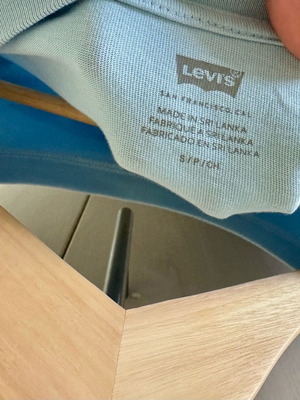 Levi's
SAN FRANCISCO, CAL.
MADE IN SRI LANKA
FABRIQUÉ À SRI LANKA
FABRICADO EN SRI LANKA
S/P/CH